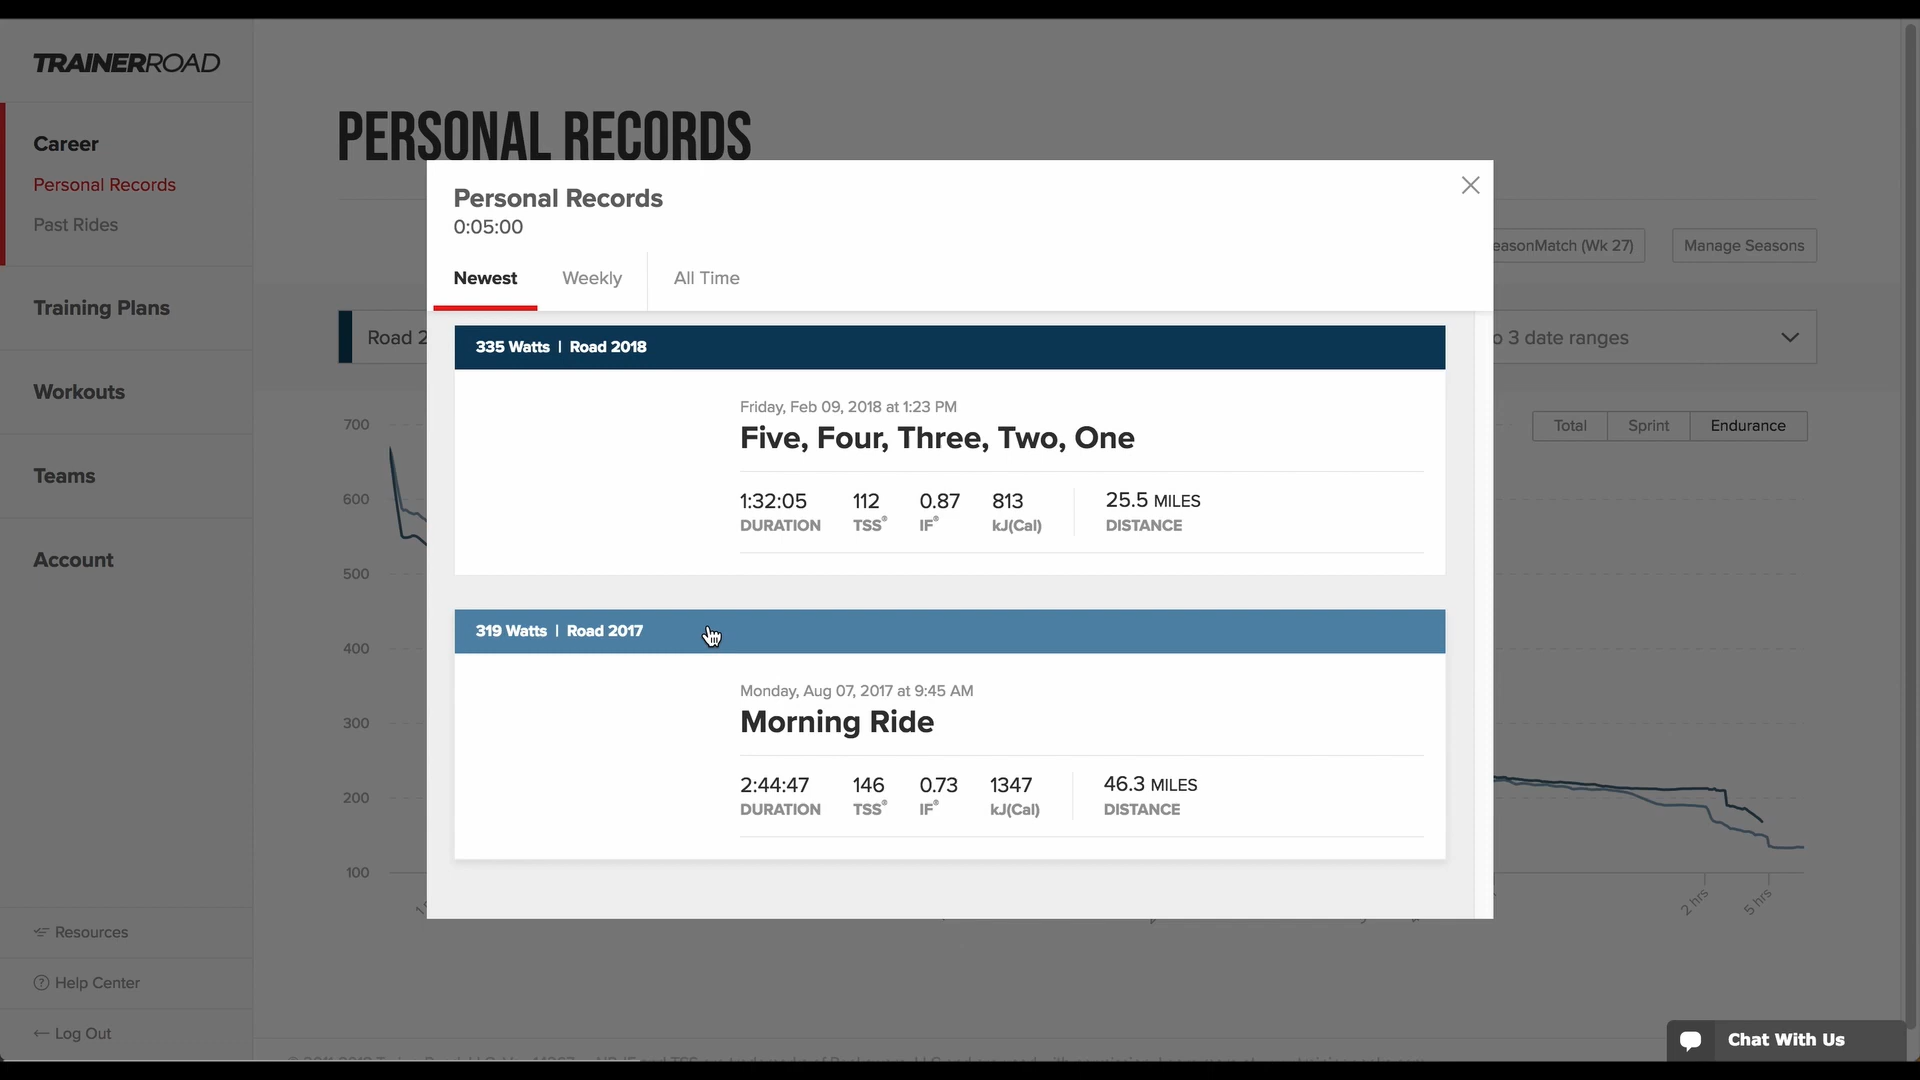 TRAINERROAD
Career
Personal Records
Past Rides
Training Plans
Workouts
Teams
Account
Resources
Help Center
Log Out
PERSONAL RECORDS
easonMatch (Wk 27)
Manage Seasons
Road 2
o 3 date ranges
Total
Sprint
Endurance
700
600
500
400
300
200
100
2 hrs
5 hrs
Personal Records
0:05:00
Newest
Weekly
All Time
335 Watts | Road 2018
Friday, Feb 09, 2018 at 1:23 PM
Five, Four, Three, Two, One
1:32:05 112 0.87 813 25.5 MILES
DURATION TSS® IF® kJ(Cal) DISTANCE
319 Watts | Road 2017
Monday, Aug 07, 2017 at 9:45 AM
Morning Ride
2:44:47 146 0.73 1347 46.3 MILES
DURATION TSS® IF® kJ(Cal) DISTANCE
Chat With Us